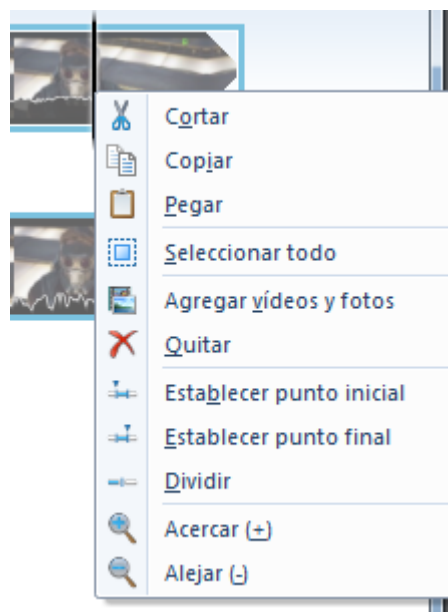 Cortar
Copiar
Pegar
Seleccionar todo
Agregar vídeos y fotos
Quitar
Establecer punto inicial
Establecer punto final
Dividir
Acercar (+)
Alejar (-)